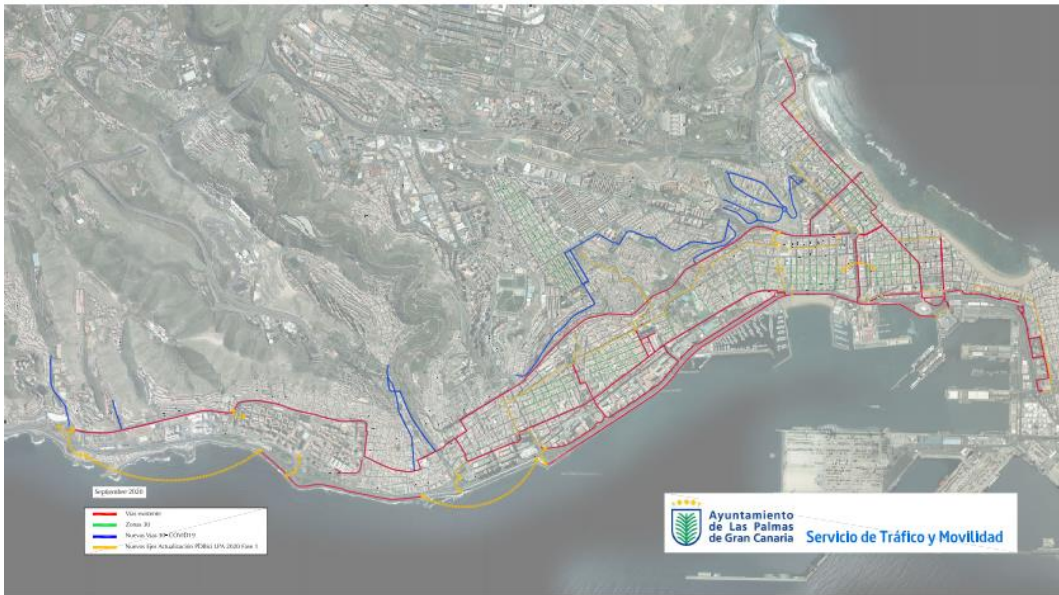 September 2020
Vías existente
Zonas 30
Nuevas Vías 30-COVID19
Nuevos Ejes Actualización PDBici LPA 2020 Fase 1
Ayuntamiento
de Las Palmas
de Gran Canaria
Servicio de Tráfico y Movilidad